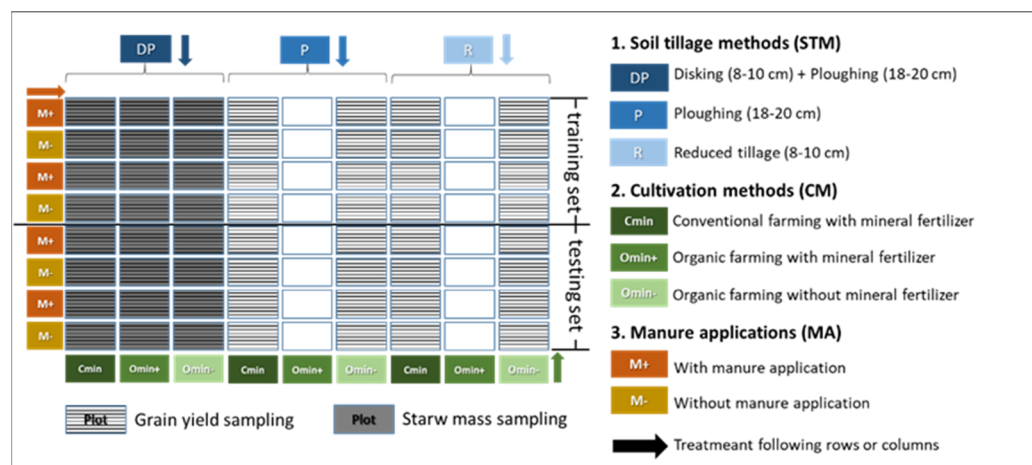 DP
P
R
M+
M-
M+
M-
M+
M-
M+
M-
training set
testing set
Cmin
Omin+
Omin-
Cmin
Omin+
Omin-
Cmin
Omin+
Omin-
Plot Grain yield sampling
Plot Starw mass sampling
1. Soil tillage methods (STM)
DP Disking (8-10 cm) + Ploughing (18-20 cm)
P Ploughing (18-20 cm)
R Reduced tillage (8-10 cm)
2. Cultivation methods (CM)
Cmin Conventional farming with mineral fertilizer
Omin+ Organic farming with mineral fertilizer
Omin- Organic farming without mineral fertilizer
3. Manure applications (MA)
M+ With manure application
M- Without manure application
Treatmeant following rows or columns